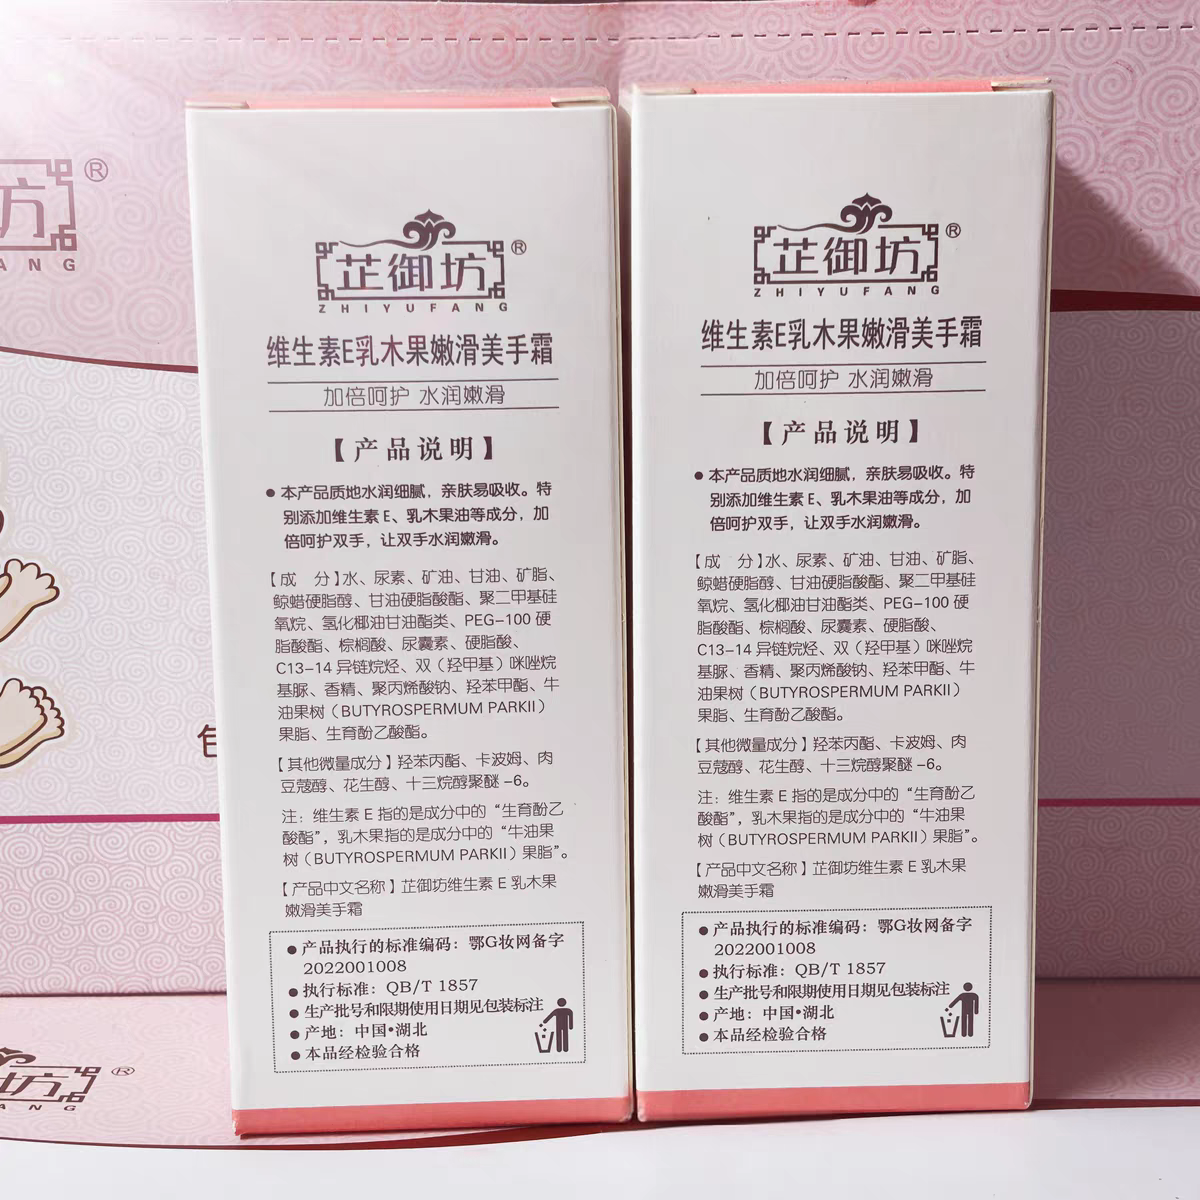 坊®
ANG
芷御坊®
ZHIYUFANG
维生素E乳木果嫩滑美手霜
加倍呵护 水润嫩滑
【产品说明】
●本产品质地水润细腻，亲肤易吸收。特
别添加维生素 E、乳木果油等成分，加
倍呵护双手，让双手水润嫩滑。
【成　分】水、尿素、矿油、甘油、矿脂、
鲸蜡硬脂醇、甘油硬脂酸酯、聚二甲基硅
氧烷、氢化椰油甘油酯类、PEG-100 硬
脂酸酯、棕榈酸、尿囊素、硬脂酸、
C13-14 异链烷烃、双（羟甲基）咪唑烷
基脲、香精、聚丙烯酸钠、羟苯甲酯、牛
油果树（BUTYROSPERMUM PARKII）
果脂、生育酚乙酸酯。
【其他微量成分】羟苯丙酯、卡波姆、肉
豆蔻醇、花生醇、十三烷醇聚醚 -6。
注：维生素 E 指的是成分中的“生育酚乙
酸酯”，乳木果指的是成分中的“牛油果
树（BUTYROSPERMUM PARKII）果脂”。
【产品中文名称】芷御坊维生素 E 乳木果
嫩滑美手霜
●产品执行的标准编码：鄂G妆网备字
2022001008
●执行标准：QB/T 1857
●生产批号和限期使用日期见包装标注
●产地：中国•湖北
●本品经检验合格
芷御坊®
ZHIYUFANG
维生素E乳木果嫩滑美手霜
加倍呵护 水润嫩滑
【产品说明】
●本产品质地水润细腻，亲肤易吸收。特
别添加维生素 E、乳木果油等成分，加
倍呵护双手，让双手水润嫩滑。
【成　分】水、尿素、矿油、甘油、矿脂、
鲸蜡硬脂醇、甘油硬脂酸酯、聚二甲基硅
氧烷、氢化椰油甘油酯类、PEG-100 硬
脂酸酯、棕榈酸、尿囊素、硬脂酸、
C13-14 异链烷烃、双（羟甲基）咪唑烷
基脲、香精、聚丙烯酸钠、羟苯甲酯、牛
油果树（BUTYROSPERMUM PARKII）
果脂、生育酚乙酸酯。
【其他微量成分】羟苯丙酯、卡波姆、肉
豆蔻醇、花生醇、十三烷醇聚醚 -6。
注：维生素 E 指的是成分中的“生育酚乙
酸酯”，乳木果指的是成分中的“牛油果
树（BUTYROSPERMUM PARKII）果脂”。
【产品中文名称】芷御坊维生素 E 乳木果
嫩滑美手霜
●产品执行的标准编码：鄂G妆网备字
2022001008
●执行标准：QB/T 1857
●生产批号和限期使用日期见包装标注
●产地：中国•湖北
●本品经检验合格
坊®
ANG